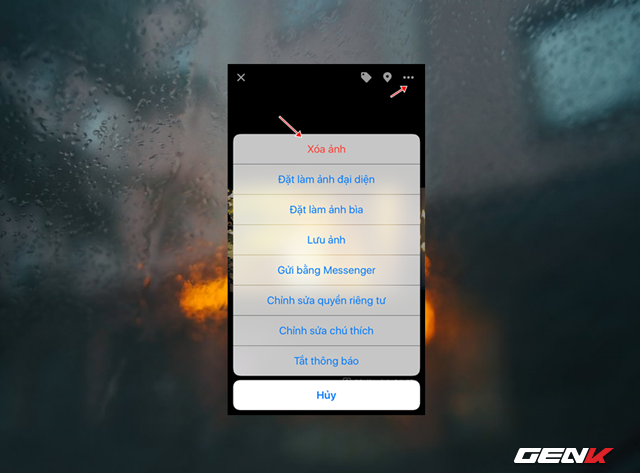 Xóa ảnh
Đặt làm ảnh đại diện
Đặt làm ảnh bìa
Lưu ảnh
Gửi bằng Messenger
Chỉnh sửa quyền riêng tư
Chỉnh sửa chú thích
Tắt thông báo
Hủy
GENK